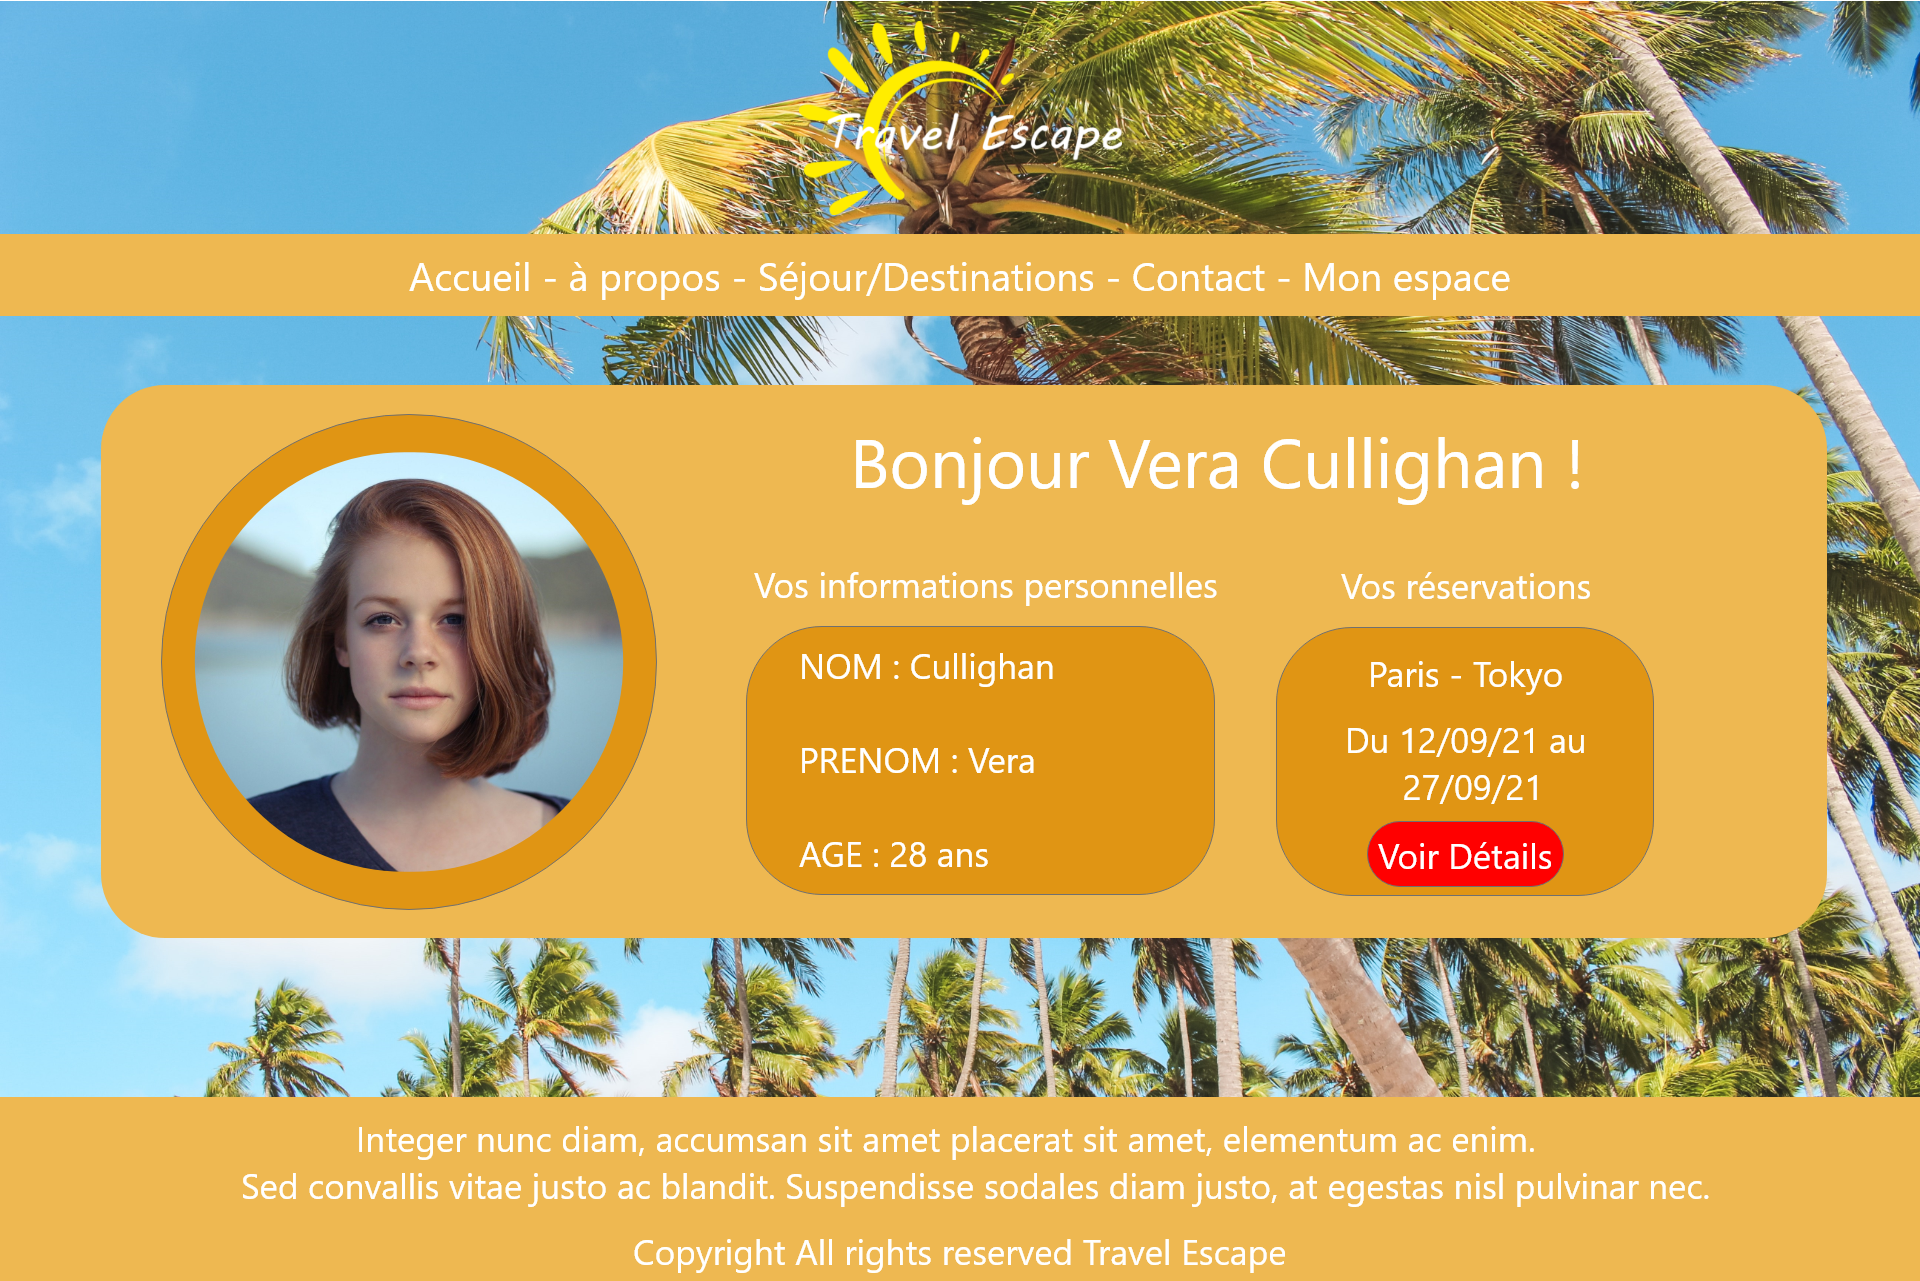 Travel Escape
Accueil - à propos - Séjour/Destinations - Contact - Mon espace
Bonjour Vera Cullighan !
Vos informations personnelles
NOM : Cullighan
PRENOM : Vera
AGE : 28 ans
Vos réservations
Paris - Tokyo
Du 12/09/21 au
27/09/21
Voir Détails
Integer nunc diam, accumsan sit amet placerat sit amet, elementum ac enim.
Sed convallis vitae justo ac blandit. Suspendisse sodales diam justo, at egestas nisl pulvinar nec.
Copyright All rights reserved Travel Escape